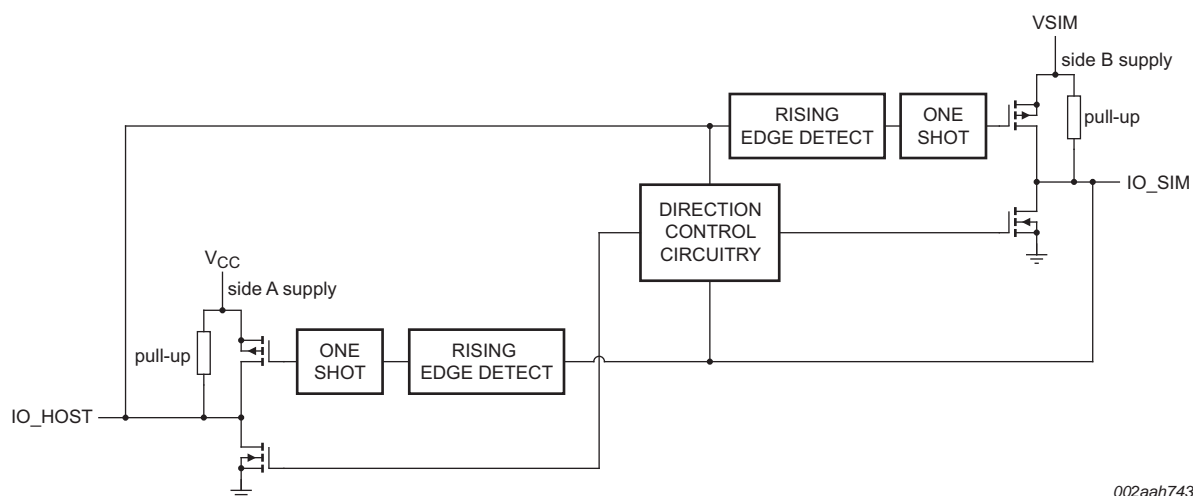 VSIM
side B supply
RISING
EDGE DETECT
ONE
SHOT
pull-up
IO_SIM
DIRECTION
CONTROL
CIRCUITRY
VCC
side A supply
pull-up
ONE
SHOT
RISING
EDGE DETECT
IO_HOST
002aah743